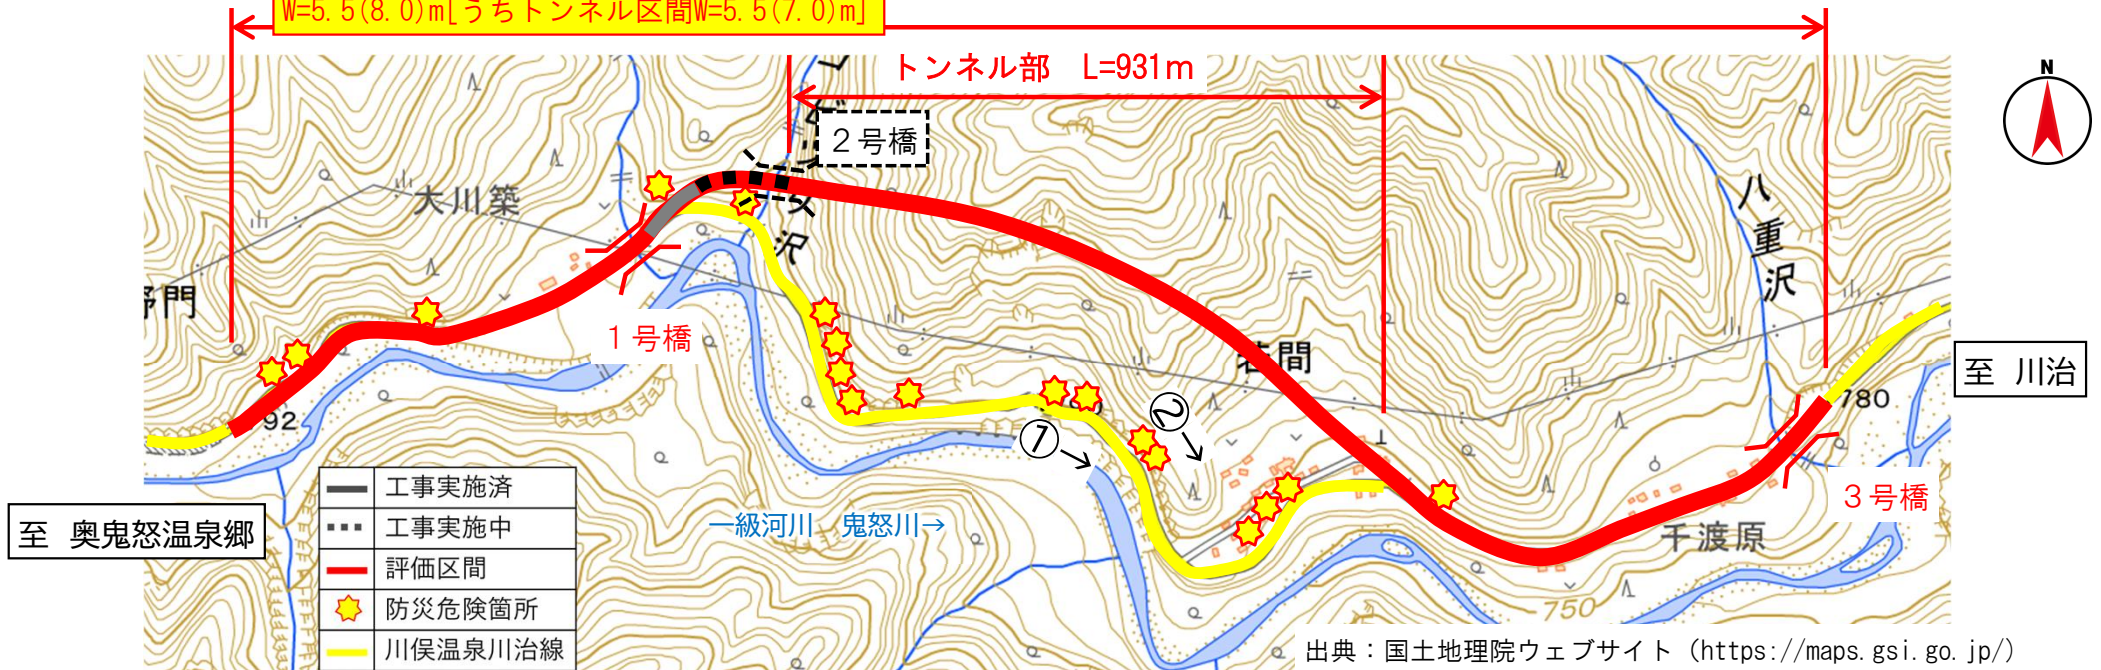 W=5.5(8.0)m[うちトンネル区間W=5.5(7.0)m]
トンネル部 L=931m
N
2号橋
大川築
沢
八重沢
野門
1号橋
若間
至 川治
780
92
②
①
3号橋
千渡原
750
一級河川 鬼怒川→
至 奥鬼怒温泉郷
工事実施済
工事実施中
評価区間
防災危険箇所
川俣温泉川治線
出典：国土地理院ウェブサイト（https://maps.gsi.go.jp/）